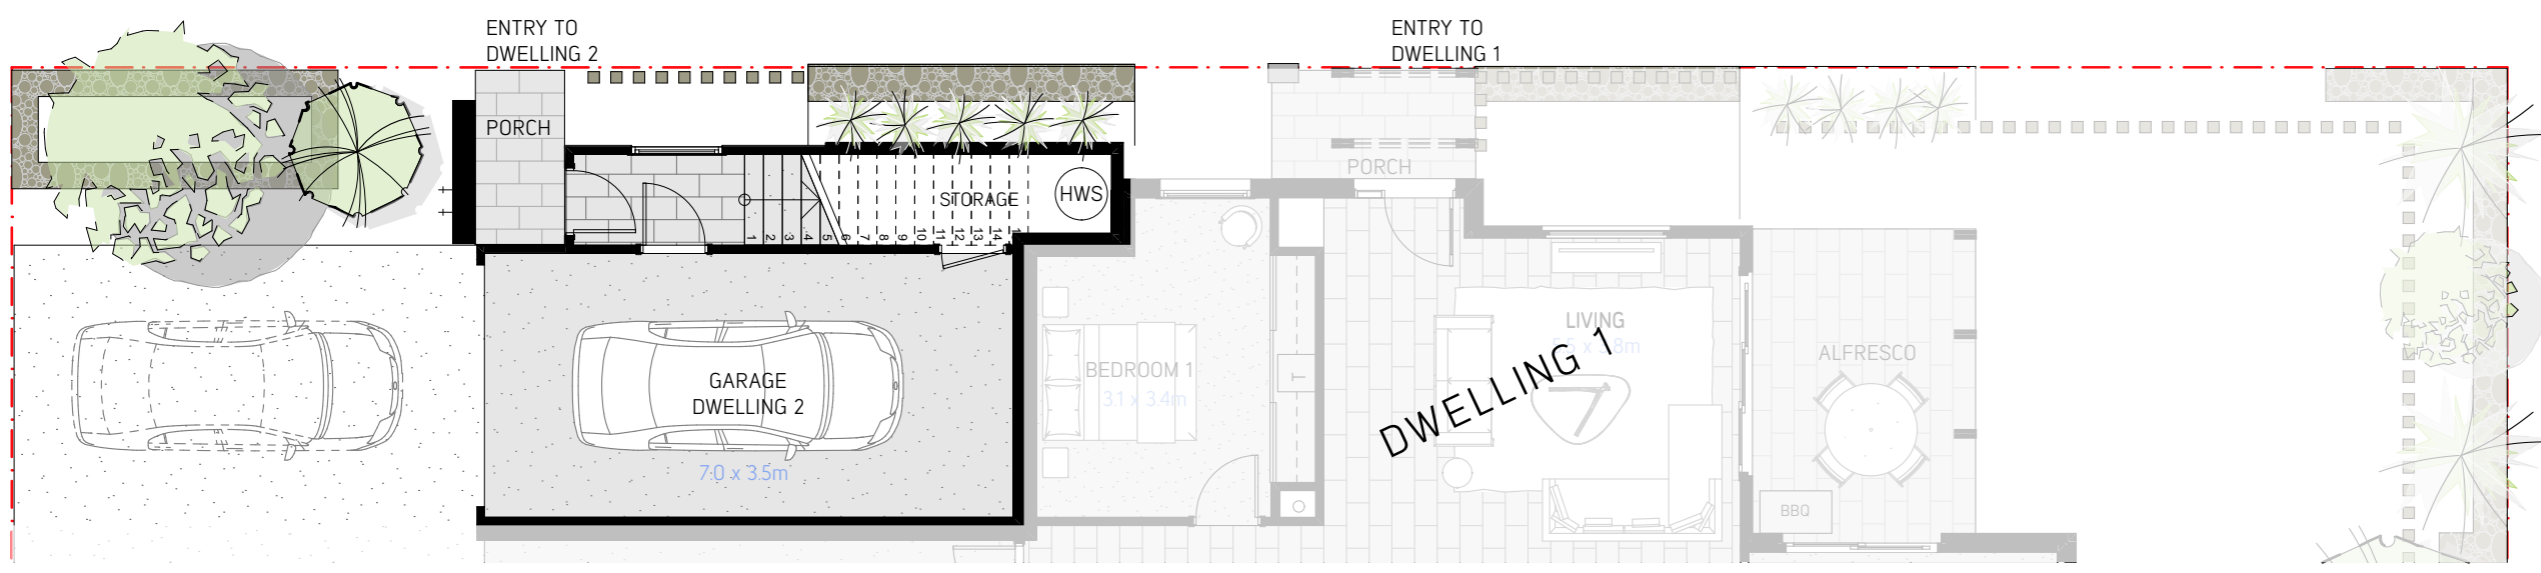 ENTRY TO
DWELLING 2
ENTRY TO
DWELLING 1
PORCH
PORCH
STORAGE
HWS
1 2 3 4 5 6 7 8 9 10 11 12 13 14
GARAGE
DWELLING 2
7.0 x 3.5m
BEDROOM 1
3.1 x 3.4m
T
LIVING
DWELLING 1
ALFRESCO
BBQ